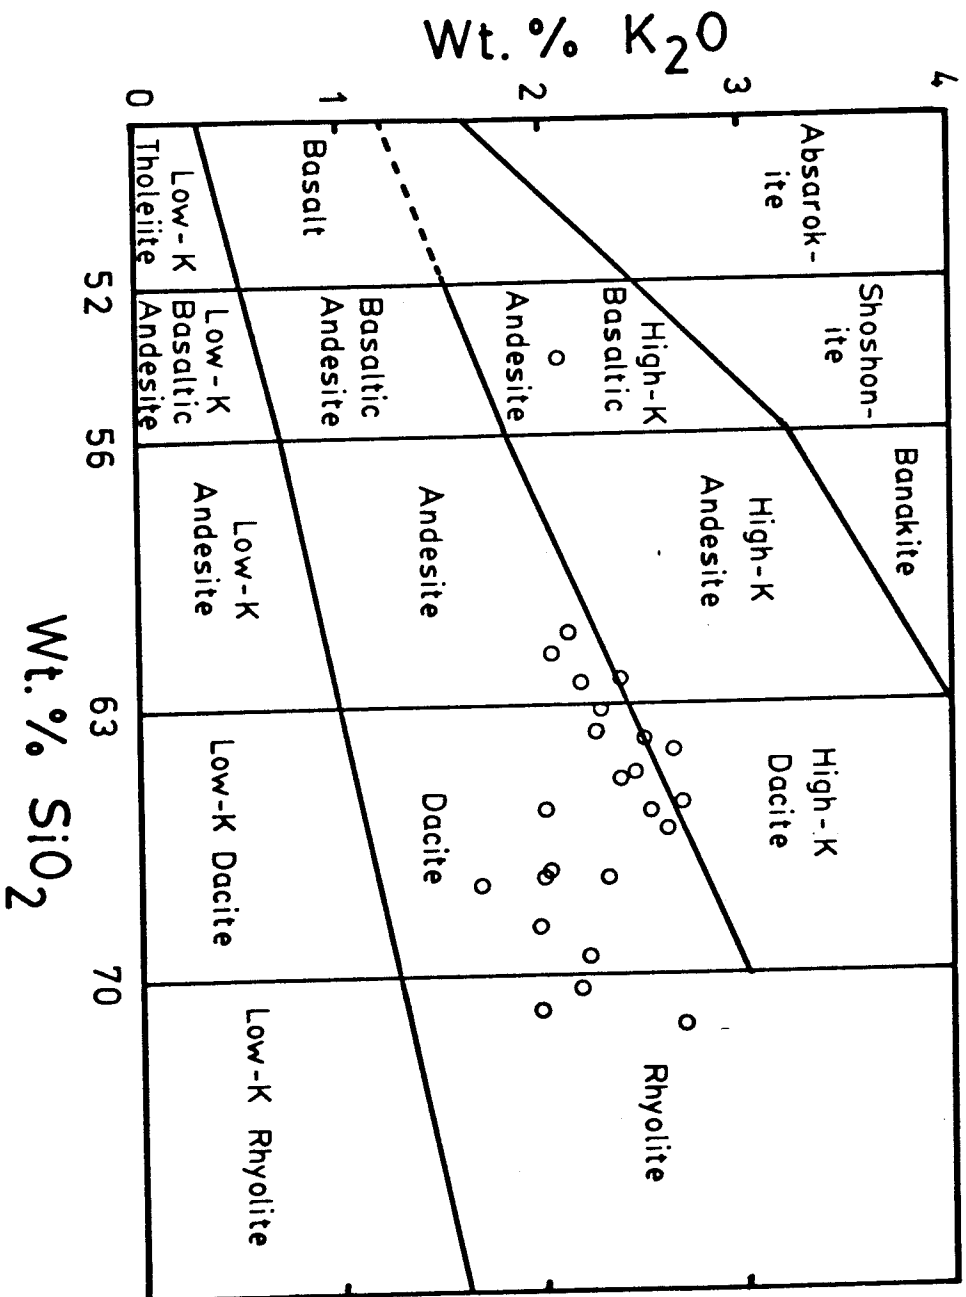 Wt. % K2O
4
3
2
1
0
Absarok-
ite
Shoshon-
ite
Banakite
High-K
Basaltic
Andesite
High-K
Andesite
High-K
Dacite
Basalt
Basaltic
Andesite
Andesite
Dacite
Rhyolite
Low-K
Tholeiite
Low-K
Basaltic
Andesite
Low-K
Andesite
Low-K Dacite
Low-K Rhyolite
52
56
63
70
Wt. % SiO2